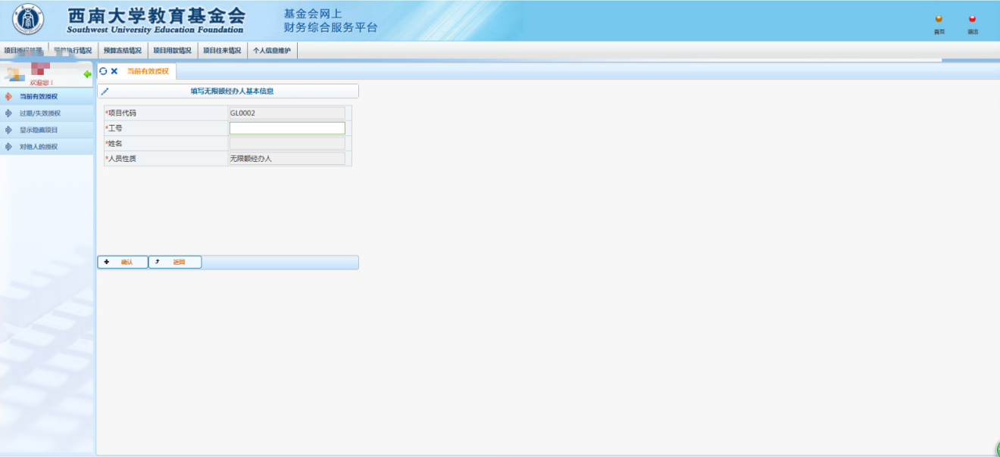 西南大学教育基金会
Southwest University Education Foundation
基金会网上
财务综合服务平台
首页
退出
项目授权管理
预算执行情况
预算冻结情况
项目用款情况
项目往来情况
个人信息维护
欢迎您！
当前有效授权
过期/失效授权
显示隐藏项目
对他人的授权
当前有效授权
填写无限额经办人基本信息
*项目代码 GL0002
*工号
*姓名
*人员性质 无限额经办人
确认
返回